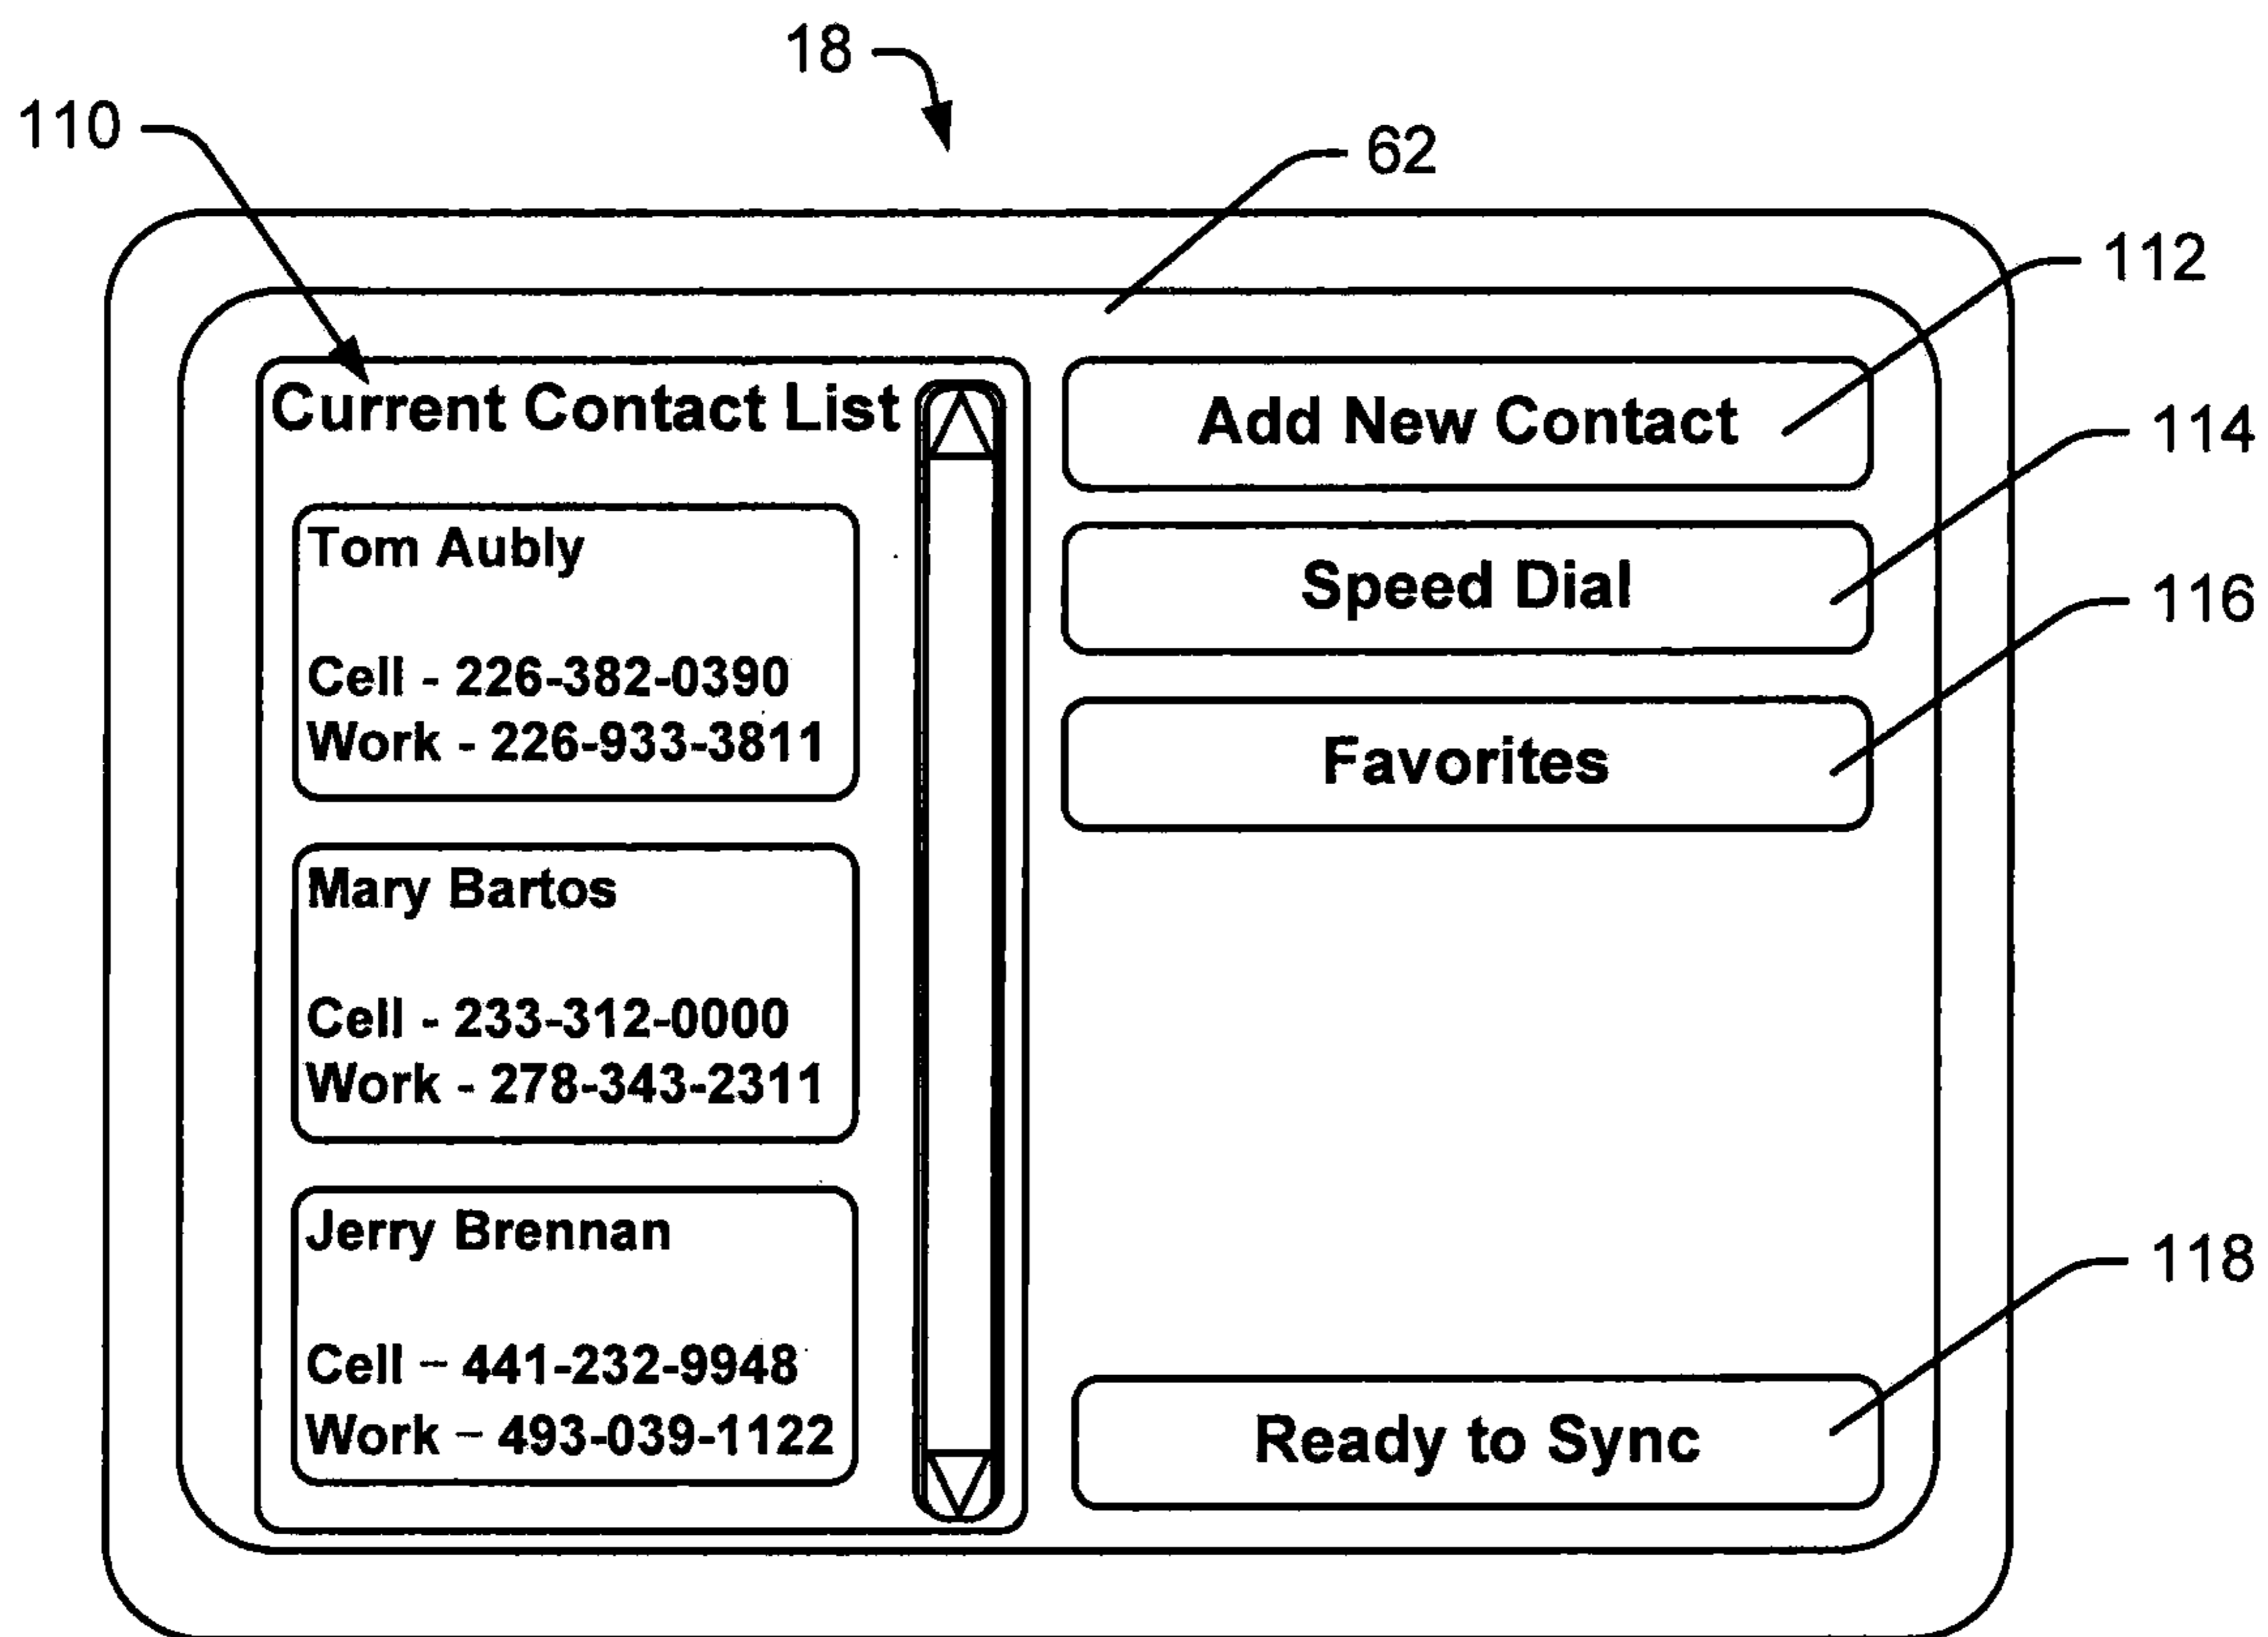 18
110
62
112
Current Contact List
Add New Contact
114
Tom Aubly
Speed Dial
116
Cell - 226-382-0390
Work - 226-933-3811
Favorites
Mary Bartos
Cell - 233-312-0000
Work - 278-343-2311
Jerry Brennan
118
Cell – 441-232-9948
Work – 493-039-1122
Ready to Sync